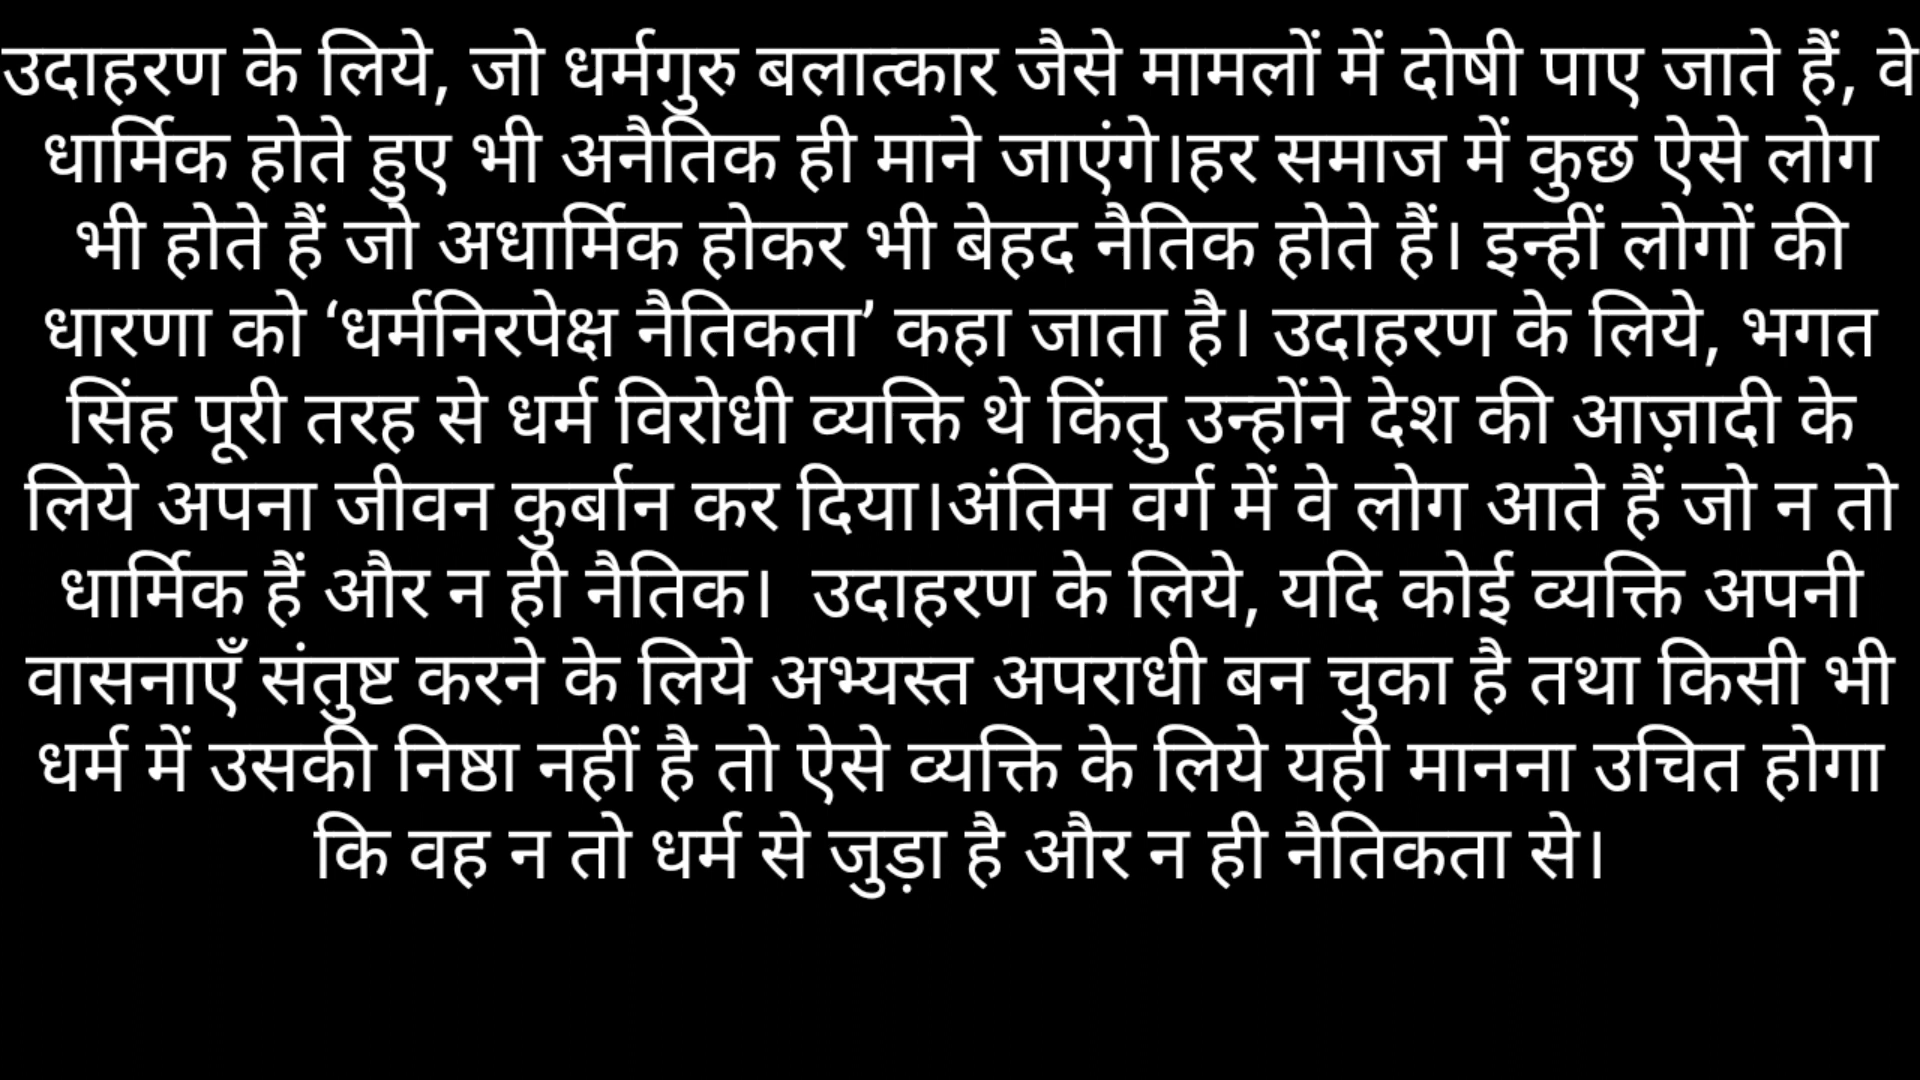 उदाहरण के लिये, जो धर्मगुरु बलात्कार जैसे मामलों में दोषी पाए जाते हैं, वे
धार्मिक होते हुए भी अनैतिक ही माने जाएंगे।हर समाज में कुछ ऐसे लोग
भी होते हैं जो अधार्मिक होकर भी बेहद नैतिक होते हैं। इन्हीं लोगों की
धारणा को ‘धर्मनिरपेक्ष नैतिकता’ कहा जाता है। उदाहरण के लिये, भगत
सिंह पूरी तरह से धर्म विरोधी व्यक्ति थे किंतु उन्होंने देश की आज़ादी के
लिये अपना जीवन कुर्बान कर दिया।अंतिम वर्ग में वे लोग आते हैं जो न तो
धार्मिक हैं और न ही नैतिक।  उदाहरण के लिये, यदि कोई व्यक्ति अपनी
वासनाएँ संतुष्ट करने के लिये अभ्यस्त अपराधी बन चुका है तथा किसी भी
धर्म में उसकी निष्ठा नहीं है तो ऐसे व्यक्ति के लिये यही मानना उचित होगा
कि वह न तो धर्म से जुड़ा है और न ही नैतिकता से।